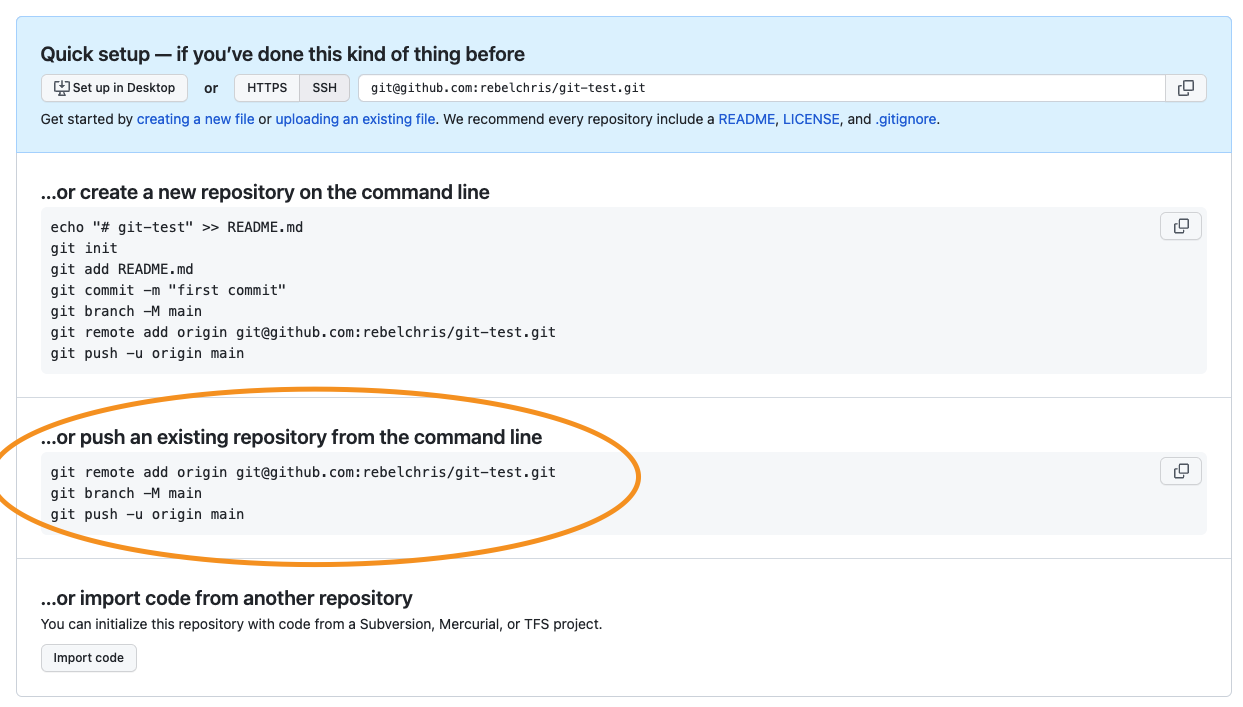 Quick setup — if you’ve done this kind of thing before
Set up in Desktop or HTTPS SSH git@github.com:rebelchris/git-test.git
Get started by creating a new file or uploading an existing file. We recommend every repository include a README, LICENSE, and .gitignore.
…or create a new repository on the command line
echo "# git-test" >> README.md
git init
git add README.md
git commit -m "first commit"
git branch -M main
git remote add origin git@github.com:rebelchris/git-test.git
git push -u origin main
…or push an existing repository from the command line
git remote add origin git@github.com:rebelchris/git-test.git
git branch -M main
git push -u origin main
…or import code from another repository
You can initialize this repository with code from a Subversion, Mercurial, or TFS project.
Import code